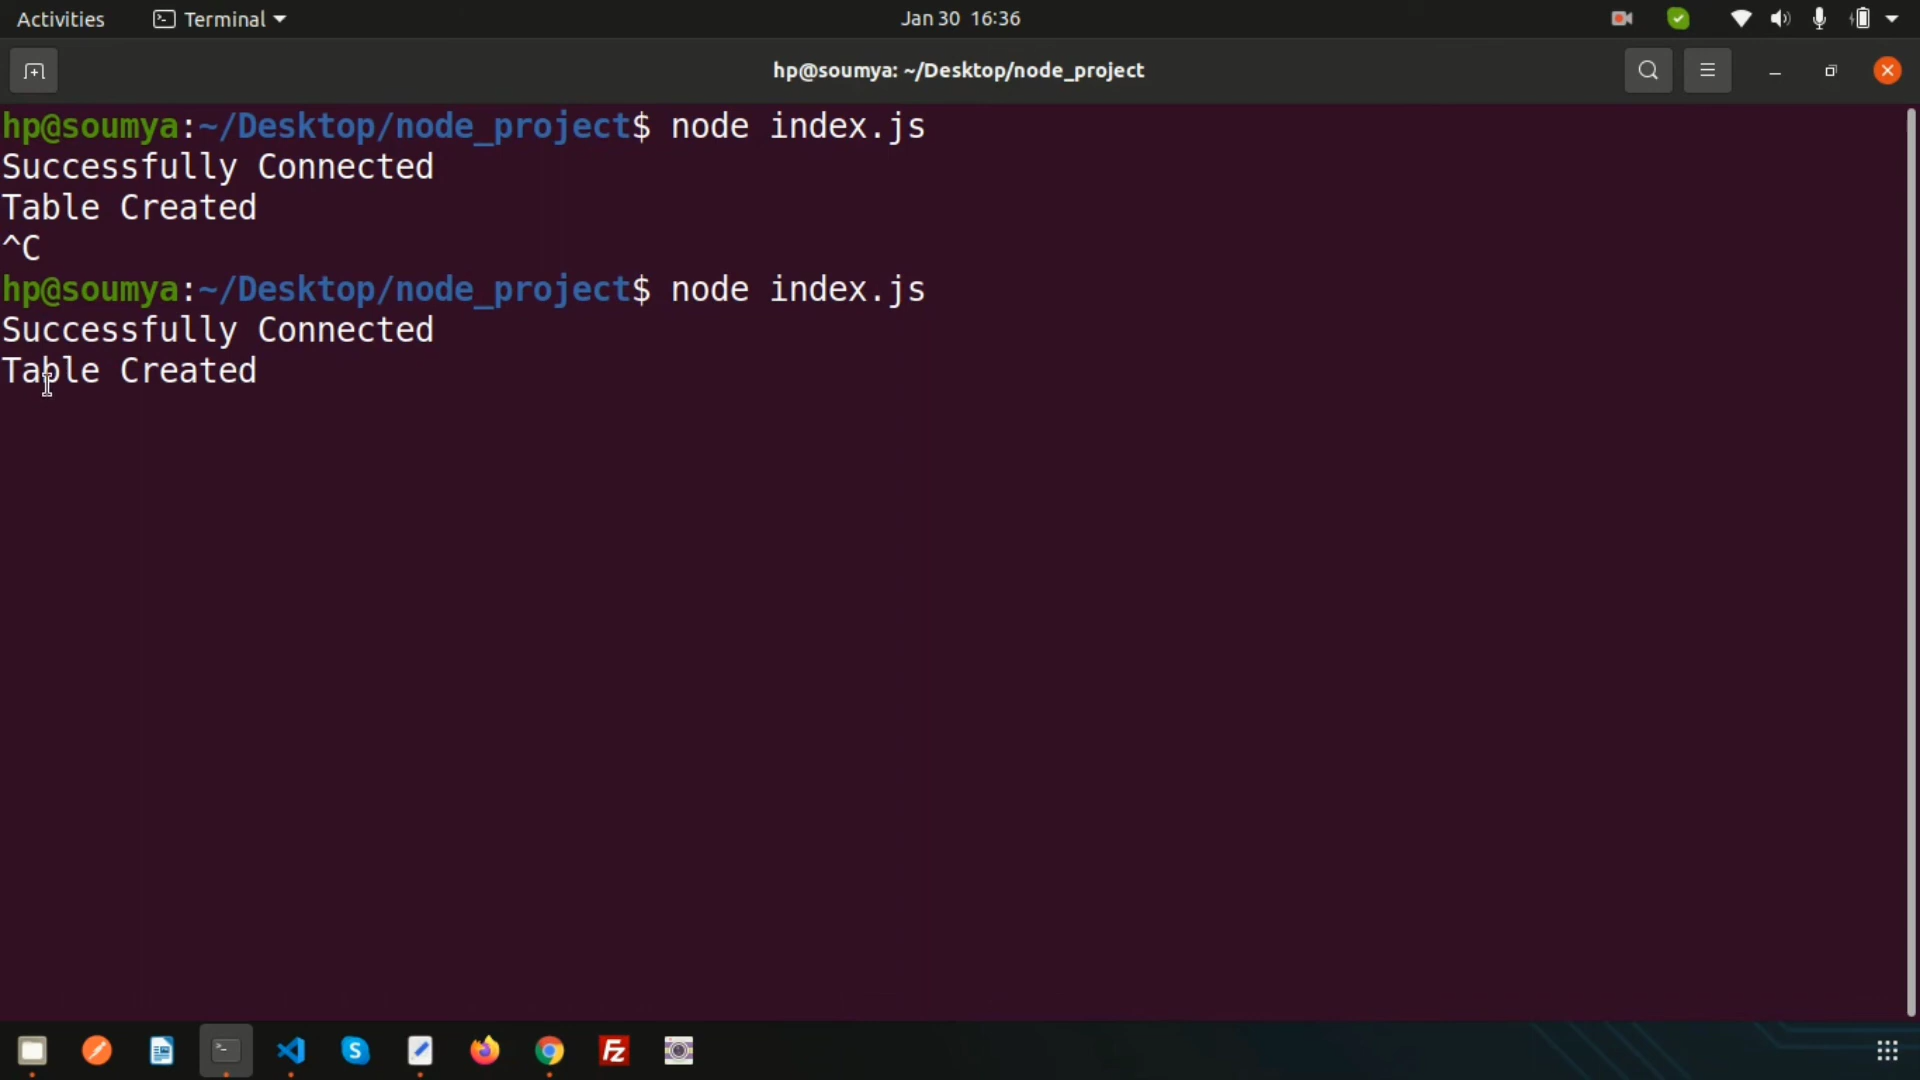 Activities Terminal Jan 30 16:36
hp@soumya: ~/Desktop/node_project
hp@soumya:~/Desktop/node_project$ node index.js
Successfully Connected
Table Created
^C
hp@soumya:~/Desktop/node_project$ node index.js
Successfully Connected
Table Created